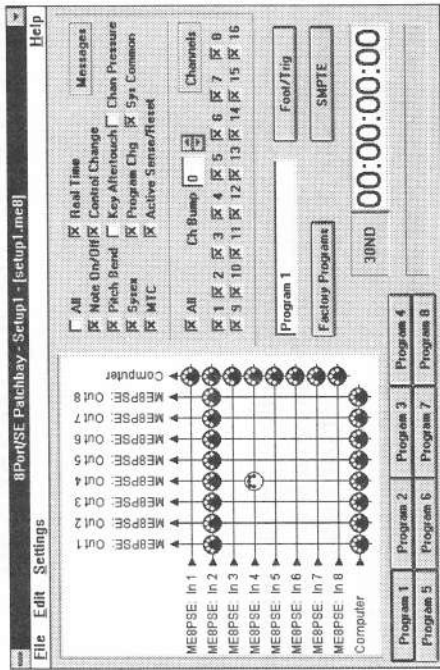 8Port/SE Patchbay - Setup1 - [setup1.me8]
File Edit Settings Help
ME8PSE: Out 1
ME8PSE: Out 2
ME8PSE: Out 3
ME8PSE: Out 4
ME8PSE: Out 5
ME8PSE: Out 6
ME8PSE: Out 7
ME8PSE: Out 8
Computer
ME8PSE: In 1
ME8PSE: In 2
ME8PSE: In 3
ME8PSE: In 4
ME8PSE: In 5
ME8PSE: In 6
ME8PSE: In 7
ME8PSE: In 8
Computer
All Real Time Messages
Note On/Off Control Change
Pitch Bend Key Aftertouch Chan Pressure
Sysex Program Chg Sys Common
MTC Active Sense/Reset
All Ch Bump 0 Channels
1 2 3 4 5 6 7 8
9 10 11 12 13 14 15 16
Program 1 Foot/Trig
Factory Programs SMPTE
30ND 00:00:00:00
Program 1 Program 2 Program 3 Program 4
Program 5 Program 6 Program 7 Program 8